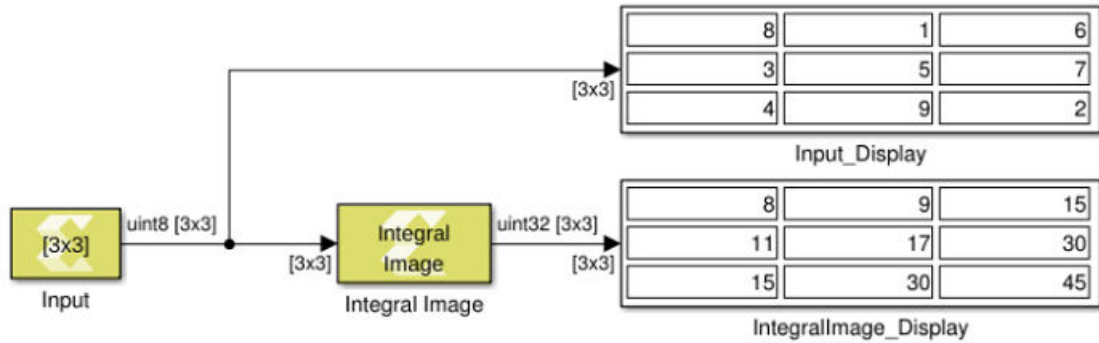 8 1 6
3 5 7
[3x3]
4 9 2
Input_Display
uint8 [3x3]
[3x3]
Input
[3x3]
Integral
Image
Integral Image
uint32 [3x3]
[3x3]
8 9 15
11 17 30
15 30 45
IntegralImage_Display